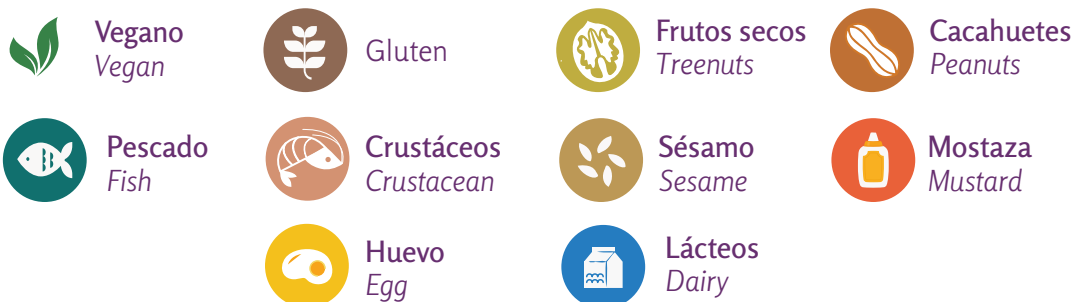 Vegano
Vegan
Gluten
Frutos secos
Treenuts
Cacahuetes
Peanuts
Pescado
Fish
Crustáceos
Crustacean
Sésamo
Sesame
Mostaza
Mustard
Huevo
Egg
Lácteos
Dairy